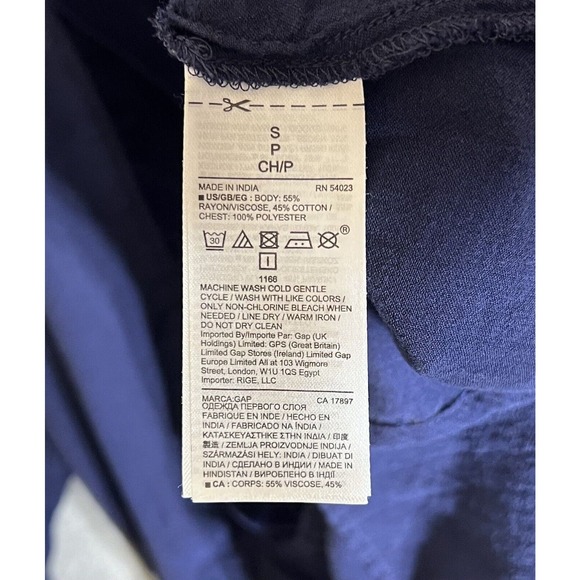 S
P
CH/P
MADE IN INDIA RN 54023
■ US/GB/EG : BODY: 55%
RAYON/VISCOSE, 45% COTTON /
CHEST: 100% POLYESTER
30
®
I
1166
MACHINE WASH COLD GENTLE
CYCLE / WASH WITH LIKE COLORS /
ONLY NON-CHLORINE BLEACH WHEN
NEEDED / LINE DRY / WARM IRON /
DO NOT DRY CLEAN
Imported By/Importe Par: Gap (UK
Holdings) Limited: GPS (Great Britain)
Limited Gap Stores (Ireland) Limited Gap
Europe Limited All at 103 Wigmore
Street, London, W1U 1QS Egypt
Importer: RIGE, LLC
MARCA:GAP CA 17897
ОДЕЖДА ПЕРВОГО СЛОЯ
FABRIQUE EN INDE / HECHO EN
INDIA / FABRICADO NA ÍNDIA /
ΚΑΤΑΣΚΕΥΑΣΤΗΚΕ ΣΤΗΝ ΙΝΔΙΑ / 印度
製造 / ZEMLJA PROIZVODNJE INDIJA /
SZÁRMAZÁSI HELY: INDIA / DIBUAT DI
INDIA / СДЕЛАНО В ИНДИИ / MADE IN
HINDISTAN / ВИРОБЛЕНО В ІНДІЇ
■ CA : CORPS: 55% VISCOSE, 45%